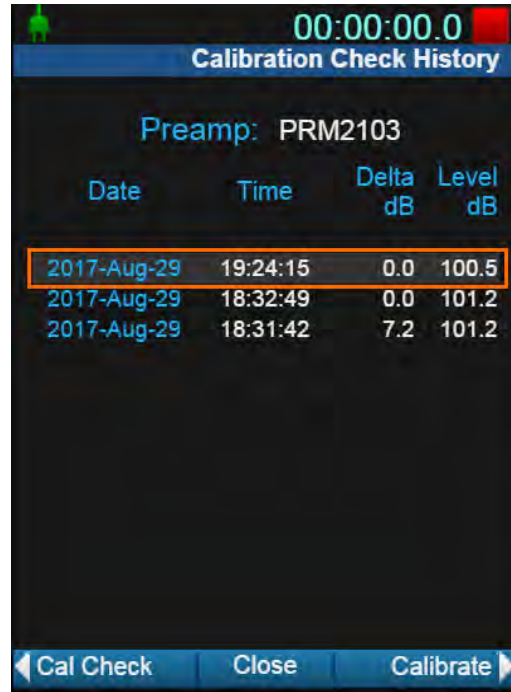 00:00:00.0
Calibration Check History
Preamp: PRM2103
Date Time Delta dB Level dB
2017-Aug-29 19:24:15 0.0 100.5
2017-Aug-29 18:32:49 0.0 101.2
2017-Aug-29 18:31:42 7.2 101.2
Cal Check Close Calibrate